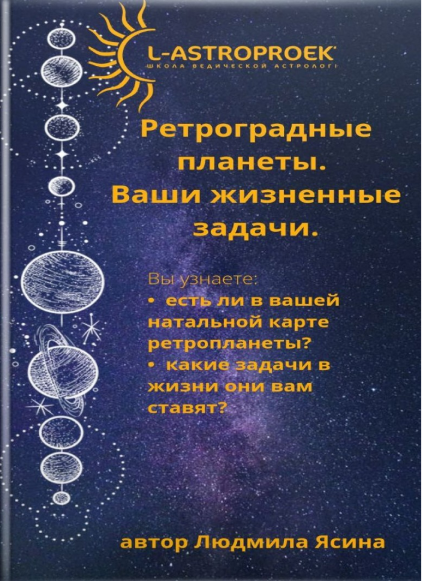 L-ASTROPROEK
ШКОЛА ВЕДИЧЕСКОЙ АСТРОЛОГІ
Ретроградные
планеты.
Ваши жизненные
задачи.
Вы узнаете:
• есть ли в вашей
натальной карте
ретропланеты?
• какие задачи в
жизни они вам
ставят?
автор Людмила Ясина